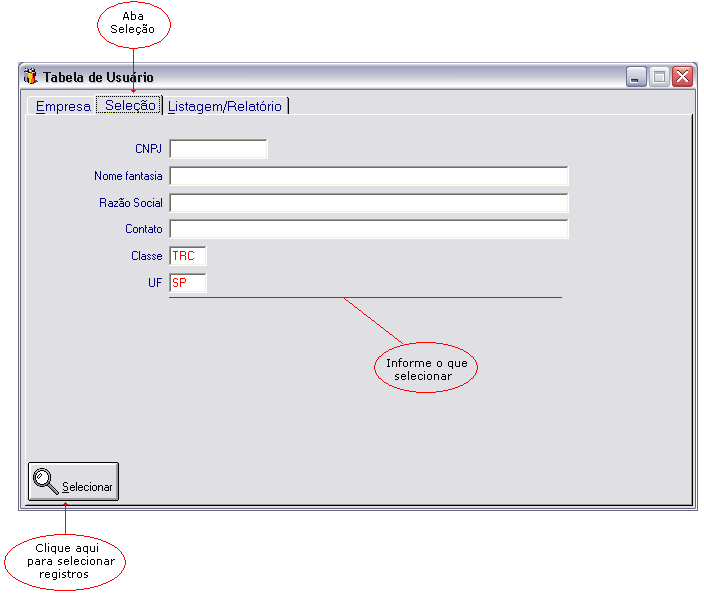 Aba
Seleção
Tabela de Usuário
Empresa Seleção Listagem/Relatório
CNPJ
Nome fantasia
Razão Social
Contato
Classe TRC
UF SP
Informe o que
selecionar
Selecionar
Clique aqui
para selecionar
registros